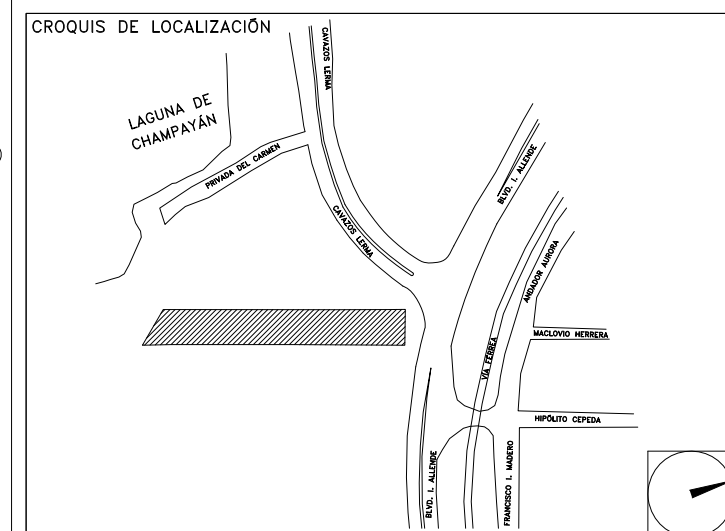 CROQUIS DE LOCALIZACIÓN
CAVAZOS LERMA
LAGUNA DE
CHAMPAYÁN
PRIVADA DEL CARMEN
BLVD. I. ALLENDE
CAVAZOS LERMA
ANDADOR AURORA
MACLOVIO HERRERA
VÍA FERREA
HIPÓLITO CEPEDA
BLVD. I. ALLENDE
FRANCISCO I. MADERO